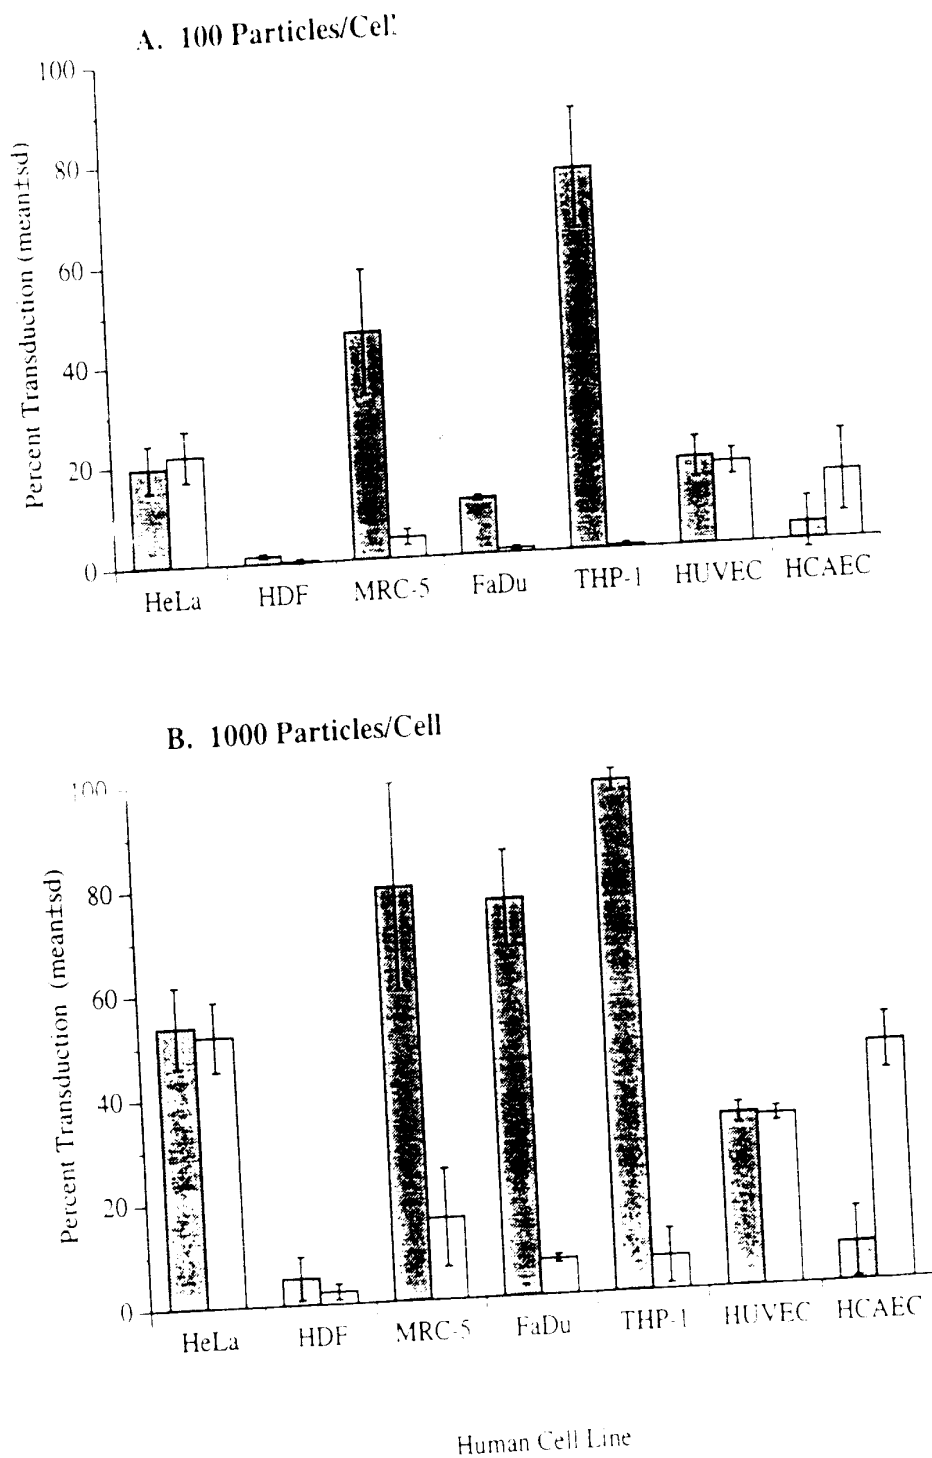 A. 100 Particles/Cell
Percent Transduction (mean±sd)
100
80
60
40
20
0
HeLa HDF MRC-5 FaDu THP-1 HUVEC HCAEC
B. 1000 Particles/Cell
Percent Transduction (mean±sd)
100
80
60
40
20
0
HeLa HDF MRC-5 FaDu THP-1 HUVEC HCAEC
Human Cell Line